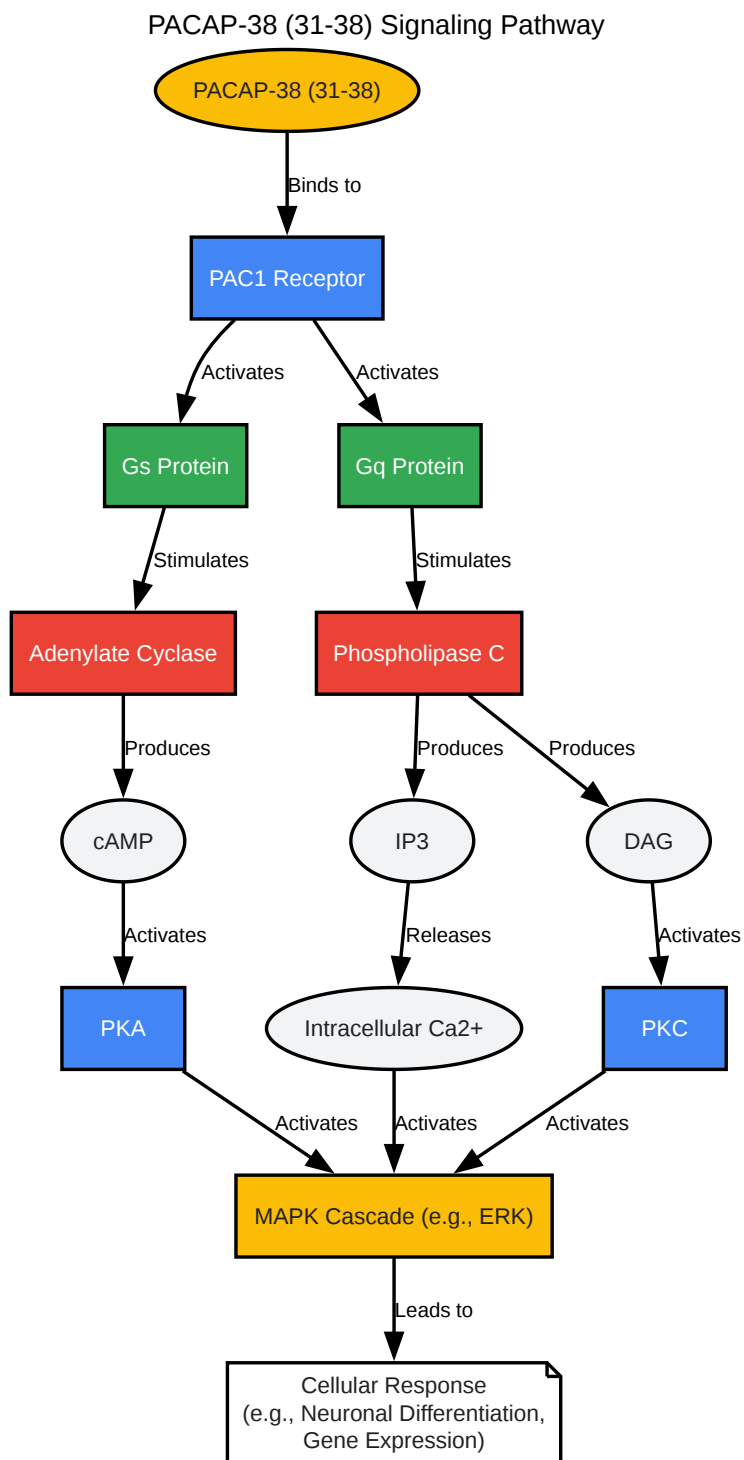 PACAP-38 (31-38) Signaling Pathway
PACAP-38 (31-38)
Binds to
PAC1 Receptor
Activates
Activates
Gs Protein
Gq Protein
Stimulates
Stimulates
Adenylate Cyclase
Phospholipase C
Produces
Produces
Produces
cAMP
IP3
DAG
Activates
Releases
Activates
PKA
Intracellular Ca2+
PKC
Activates
Activates
Activates
MAPK Cascade (e.g., ERK)
Leads to
Cellular Response
(e.g., Neuronal Differentiation,
Gene Expression)